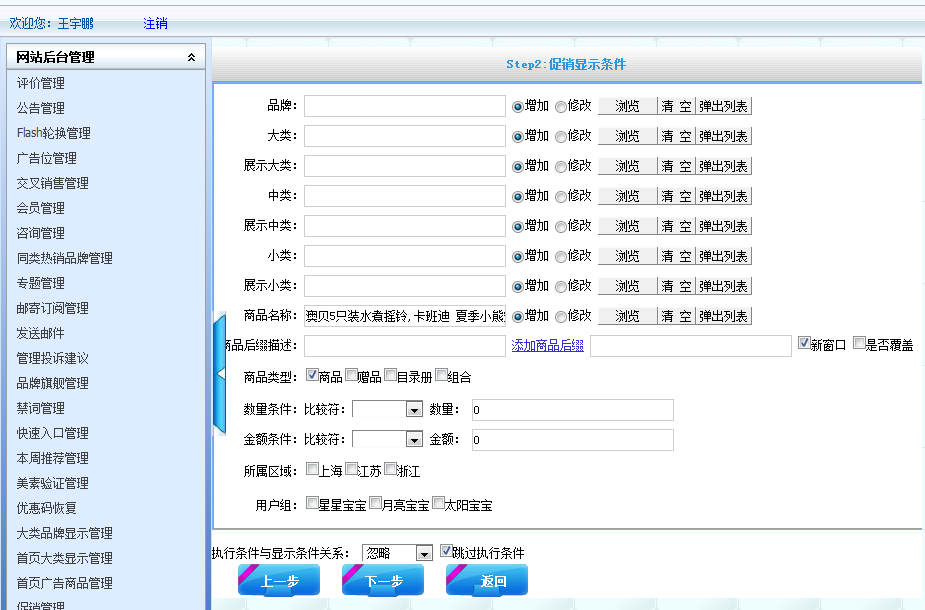 欢迎您: 王宇鹏 注销
网站后台管理
评价管理
公告管理
Flash轮换管理
广告位管理
交叉销售管理
会员管理
咨询管理
同类热销品牌管理
专题管理
邮寄订阅管理
发送邮件
管理投诉建议
品牌旗舰管理
禁词管理
快速入口管理
本周推荐管理
美素验证管理
优惠码恢复
大类品牌显示管理
首页大类显示管理
首页广告商品管理
促销管理
Step2:促销显示条件
品牌: 增加 修改 浏览 清 空 弹出列表
大类: 增加 修改 浏览 清 空 弹出列表
展示大类: 增加 修改 浏览 清 空 弹出列表
中类: 增加 修改 浏览 清 空 弹出列表
展示中类: 增加 修改 浏览 清 空 弹出列表
小类: 增加 修改 浏览 清 空 弹出列表
展示小类: 增加 修改 浏览 清 空 弹出列表
商品名称: 澳贝5只装水煮摇铃,卡班迪 夏季小熊 增加 修改 浏览 清 空 弹出列表
商品后缀描述: 添加商品后缀 新窗口 是否覆盖
商品类型: 商品 赠品 目录册 组合
数量条件: 比较符: 数量: 0
金额条件: 比较符: 金额: 0
所属区域: 上海 江苏 浙江
用户组: 星星宝宝 月亮宝宝 太阳宝宝
执行条件与显示条件关系: 忽略 跳过执行条件
上一步 下一步 返回